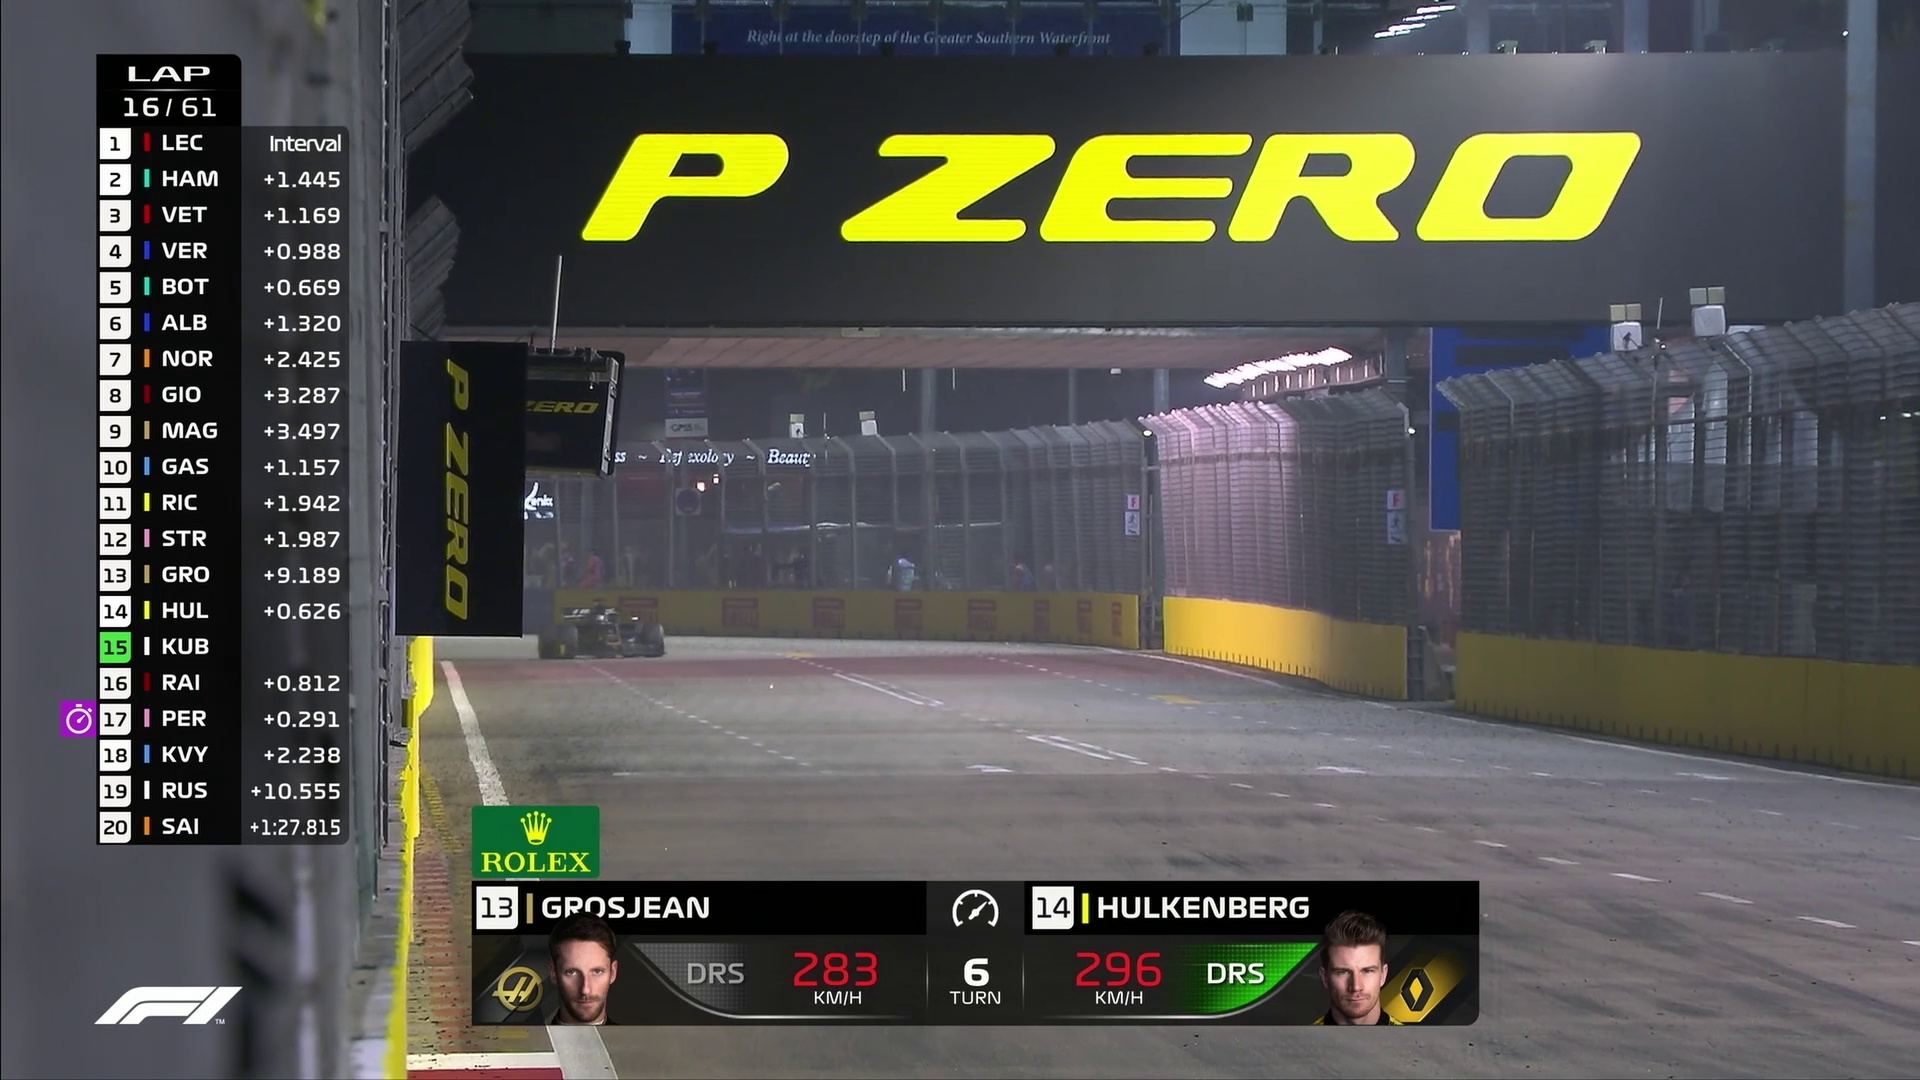 Right at the doorstep of the Greater Southern Waterfront
P ZERO
LAP
16/61
1 LEC Interval
2 HAM +1.445
3 VET +1.169
4 VER +0.988
5 BOT +0.669
6 ALB +1.320
7 NOR +2.425
8 GIO +3.287
9 MAG +3.497
10 GAS +1.157
11 RIC +1.942
12 STR +1.987
13 GRO +9.189
14 HUL +0.626
15 KUB
16 RAI +0.812
17 PER +0.291
18 KVY +2.238
19 RUS +10.555
20 SAI +1:27.815
P ZERO
ZERO
Beauty
ROLEX
13 GROSJEAN
DRS 283 KM/H
6 TURN
14 HULKENBERG
296 KM/H DRS
F1 TM